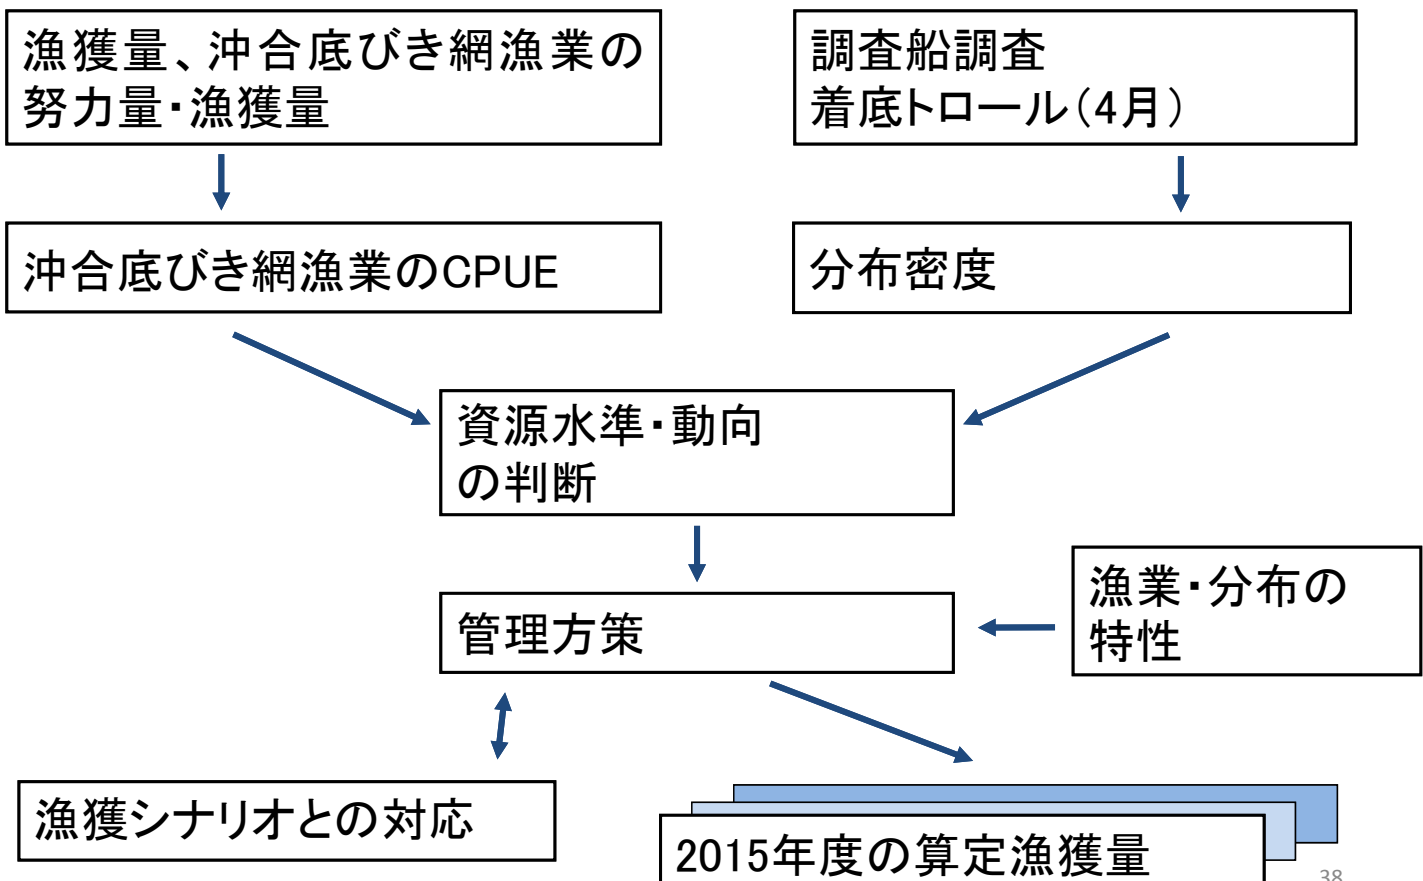 漁獲量、沖合底びき網漁業の
努力量・漁獲量
調査船調査
着底トロール(4月)
沖合底びき網漁業のCPUE
分布密度
資源水準・動向
の判断
漁業・分布の
特性
管理方策
漁獲シナリオとの対応
2015年度の算定漁獲量
38